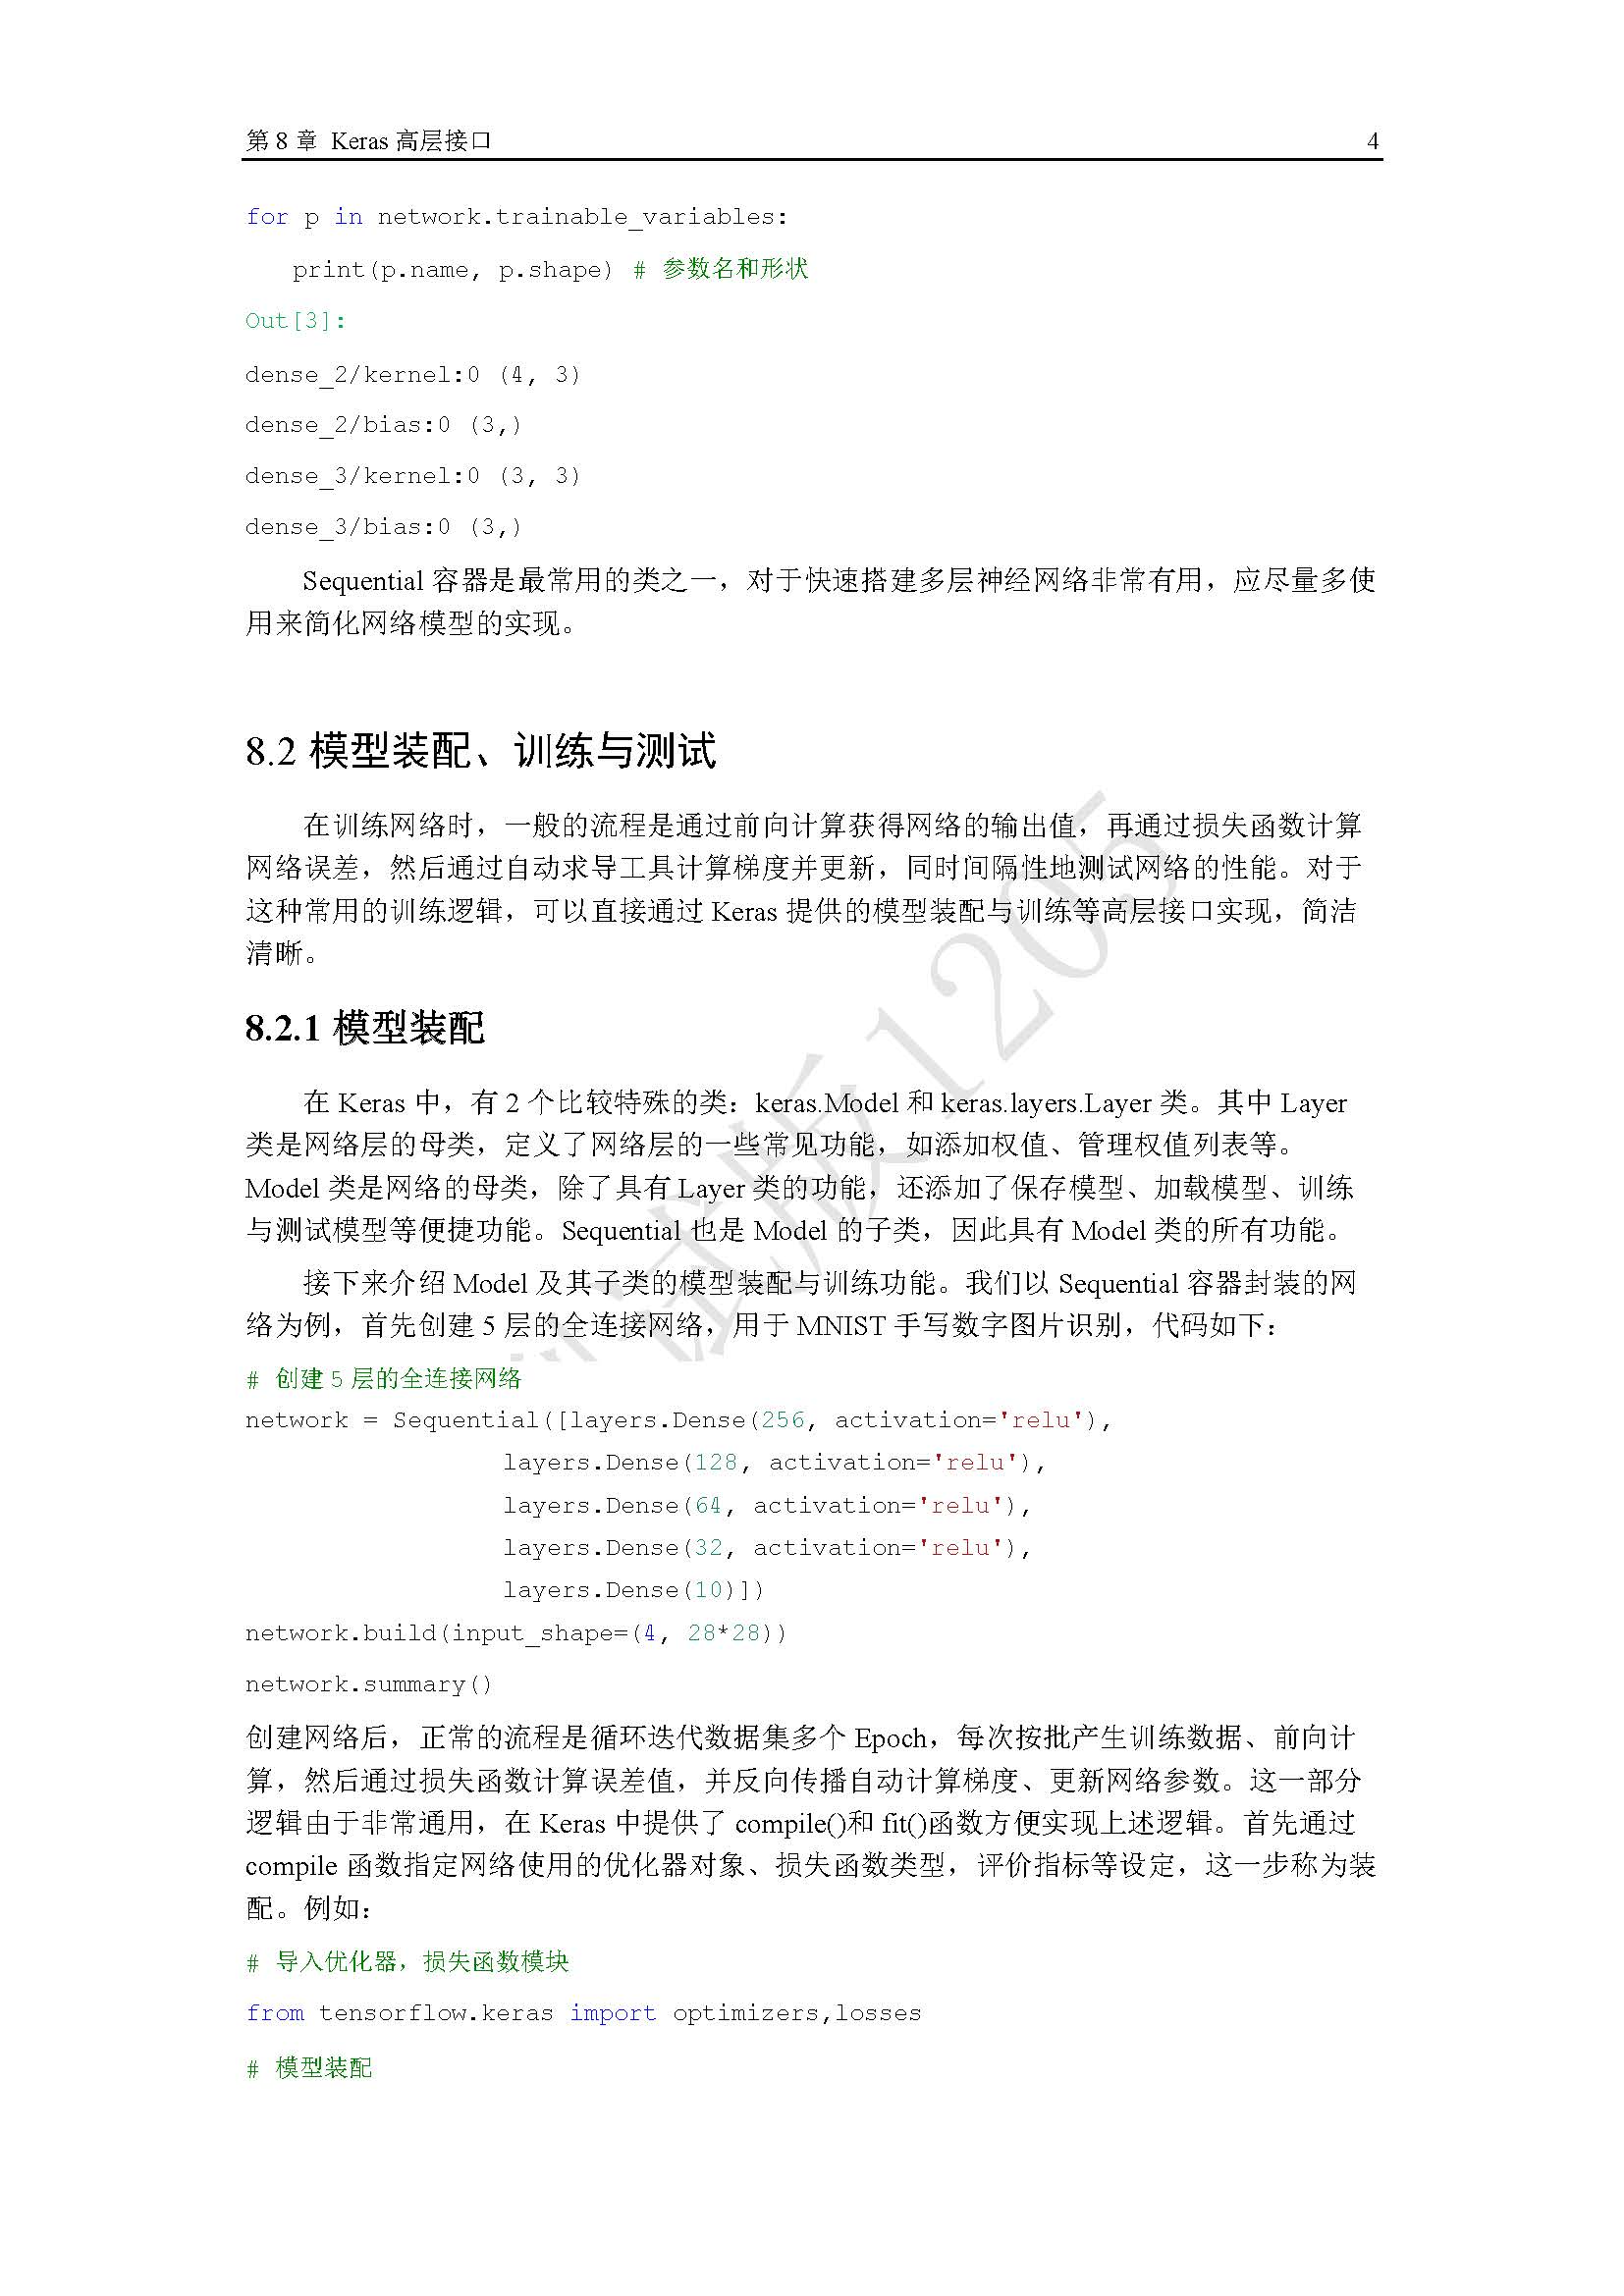 第 8 章 Keras 高层接口 4
for p in network.trainable_variables:
print(p.name, p.shape) # 参数名和形状
Out[3]:
dense_2/kernel:0 (4, 3)
dense_2/bias:0 (3,)
dense_3/kernel:0 (3, 3)
dense_3/bias:0 (3,)
Sequential 容器是最常用的类之一，对于快速搭建多层神经网络非常有用，应尽量多使
用来简化网络模型的实现。
8.2 模型装配、训练与测试
在训练网络时，一般的流程是通过前向计算获得网络的输出值，再通过损失函数计算
网络误差，然后通过自动求导工具计算梯度并更新，同时间隔性地测试网络的性能。对于
这种常用的训练逻辑，可以直接通过 Keras 提供的模型装配与训练等高层接口实现，简洁
清晰。
8.2.1 模型装配
在 Keras 中，有 2 个比较特殊的类：keras.Model 和 keras.layers.Layer 类。其中 Layer
类是网络层的母类，定义了网络层的一些常见功能，如添加权值、管理权值列表等。
Model 类是网络的母类，除了具有 Layer 类的功能，还添加了保存模型、加载模型、训练
与测试模型等便捷功能。Sequential 也是 Model 的子类，因此具有 Model 类的所有功能。
接下来介绍 Model 及其子类的模型装配与训练功能。我们以 Sequential 容器封装的网
络为例，首先创建 5 层的全连接网络，用于 MNIST 手写数字图片识别，代码如下：
# 创建 5 层的全连接网络
network = Sequential([layers.Dense(256, activation='relu'),
layers.Dense(128, activation='relu'),
layers.Dense(64, activation='relu'),
layers.Dense(32, activation='relu'),
layers.Dense(10)])
network.build(input_shape=(4, 28*28))
network.summary()
创建网络后，正常的流程是循环迭代数据集多个 Epoch，每次按批产生训练数据、前向计
算，然后通过损失函数计算误差值，并反向传播自动计算梯度、更新网络参数。这一部分
逻辑由于非常通用，在 Keras 中提供了 compile()和 fit()函数方便实现上述逻辑。首先通过
compile 函数指定网络使用的优化器对象、损失函数类型，评价指标等设定，这一步称为装
配。例如：
# 导入优化器，损失函数模块
from tensorflow.keras import optimizers,losses
# 模型装配
试版1205